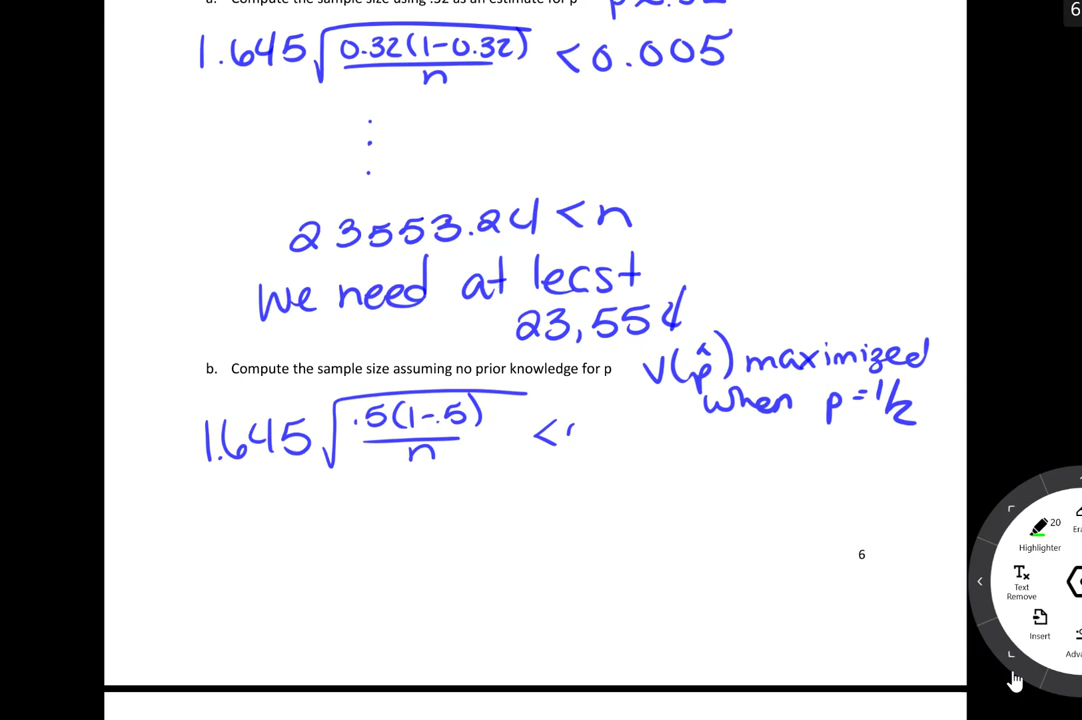 a. Compute the sample size using .32 as an estimate for p
6
1.645 √(0.32(1-0.32)/n) < 0.005
⋮
23553.24 < n
we need at lecst
23,554
b. Compute the sample size assuming no prior knowledge for p
V(p̂) maximized
when p = 1/2
1.645 √(.5(1-.5)/n) <
6
20
Highlighter
Text
Remove
Insert